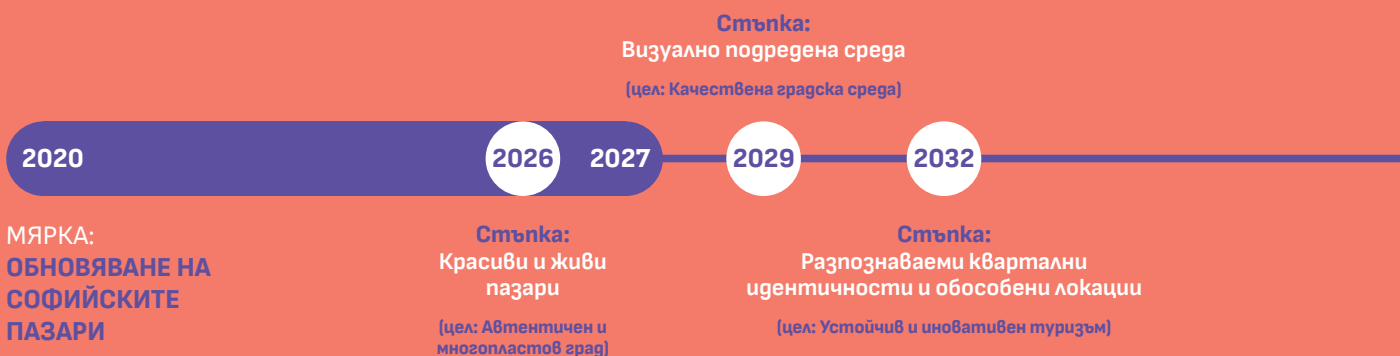 Стъпка:
Визуално подредена среда
(цел: Качествена градска среда)
2020
2026
2027
2029
2032
МЯРКА:
ОБНОВЯВАНЕ НА
СОФИЙСКИТЕ
ПАЗАРИ
Стъпка:
Красиви и живи
пазари
(цел: Автентичен и
многопластов град)
Стъпка:
Разпознаваеми квартални
идентичности и обособени локации
(цел: Устойчив и иновативен туризъм)